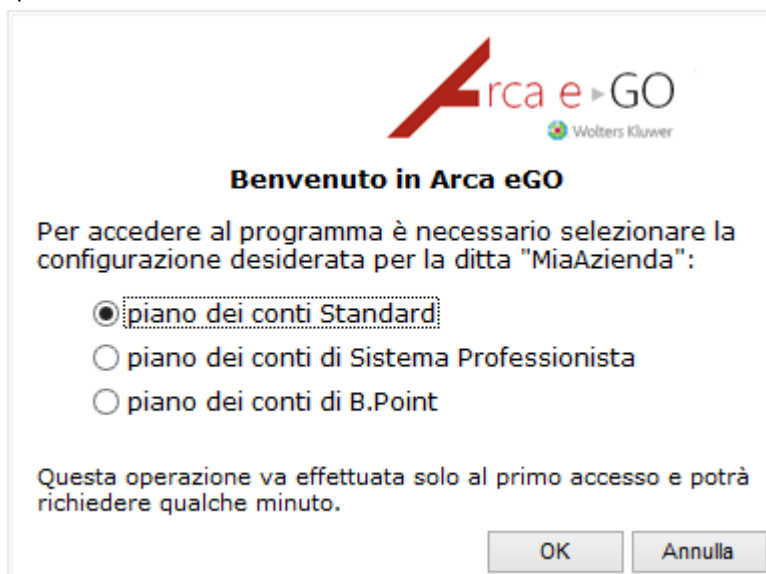 Arca e GO
Wolters Kluwer
Benvenuto in Arca eGO
Per accedere al programma è necessario selezionare la
configurazione desiderata per la ditta "MiaAzienda":
piano dei conti Standard
piano dei conti di Sistema Professionista
piano dei conti di B.Point
Questa operazione va effettuata solo al primo accesso e potrà
richiedere qualche minuto.
OK Annulla